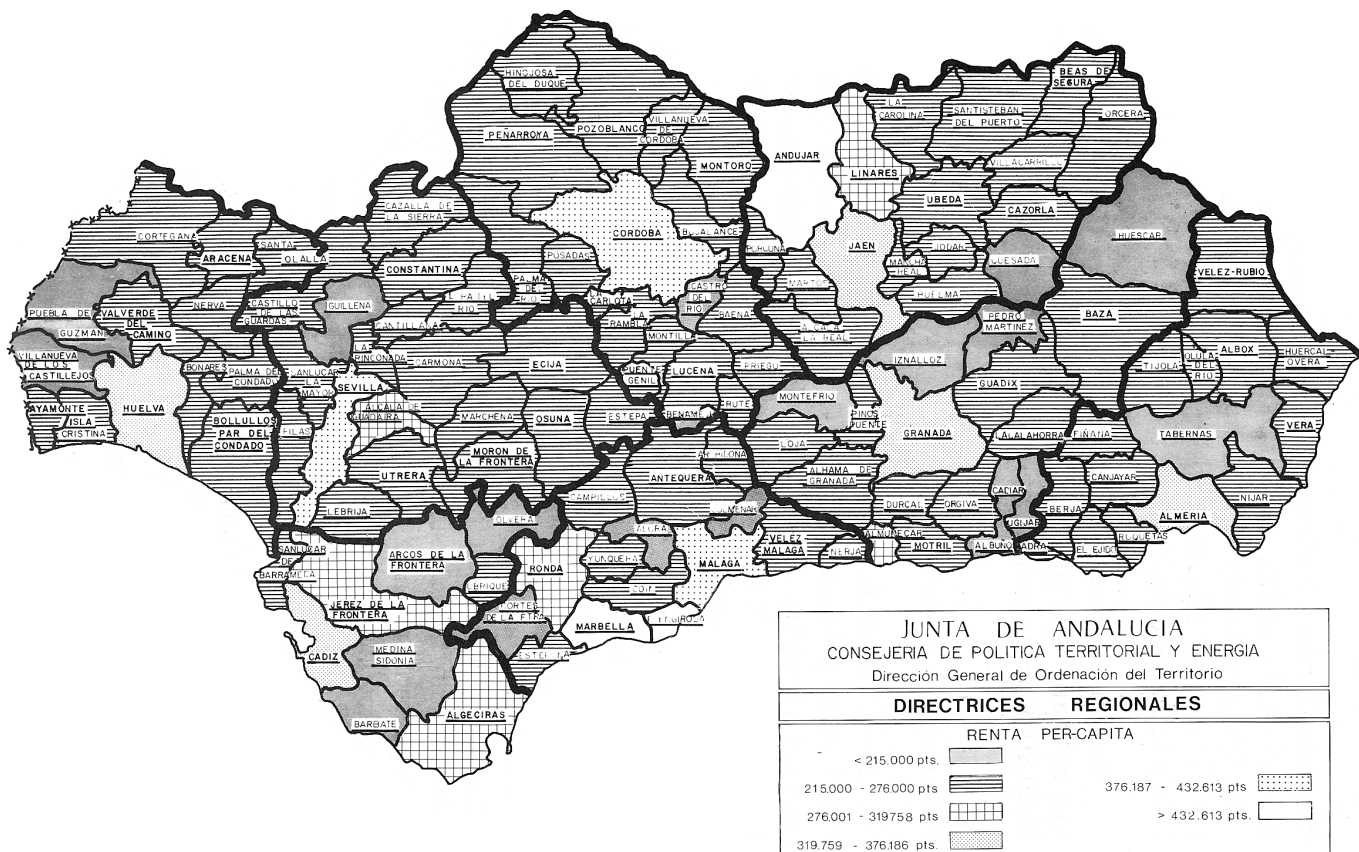 HINOJOSA
DEL DUQUE
BEAS DE
SEGURA
LA
CAROLINA
SANTISTEBAN
DEL PUERTO
ORCERA
PEÑARROYA
POZOBLANCO
VILLANUEVA
DE
CORDOBA
MONTORO
ANDUJAR
LINARES
VILLACARRILLO
UBEDA
CAZORLA
CAZALLA DE
LA SIERRA
CORTEGANA
ARACENA
SANTA
OLALLA
CORDOBA
BUJALANCE
PORCUNA
JAEN
JODAR
MANCHA
REAL
QUESADA
HUESCAR
CONSTANTINA
POSADAS
MARTOS
HUELMA
VELEZ-RUBIO
PUEBLA DE
GUZMAN
VALVERDE
DEL
CAMINO
NERVA
CASTILLO
DE LAS
GUARDAS
GUILLENA
CANTILLANA
PALMA
DEL
RIO
LA
CARLOTA
LA
RAMBLA
CASTRO
DEL
RIO
BAENA
MONTILLA
ALCALA
LA REAL
PEDRO
MARTINEZ
BAZA
IZNALLOZ
VILLANUEVA
DE LOS
CASTILLEJOS
BONARES
PALMA DEL
CONDADO
SANLUCAR
LA
MAYOR
LA
RINCONADA
CARMONA
SEVILLA
ECIJA
PUENTE
GENIL
LUCENA
PRIEGO
GUADIX
TIJOLA
OLULA
DEL
RIO
ALBOX
HUERCAL
OVERA
AYAMONTE
ISLA
CRISTINA
HUELVA
BOLLULLOS
PAR DEL
CONDADO
PILAS
ALCALA DE
GUADAIRA
MARCHENA
OSUNA
ESTEPA
BENAMEJI
RUTE
MONTEFRIO
PINOS
PUENTE
GRANADA
LACALAHORRA
FIÑANA
TABERNAS
VERA
UTRERA
MORON DE
LA FRONTERA
ARCHIDONA
LOJA
ALHAMA DE
GRANADA
CANJAYAR
LEBRIJA
CAMPILLOS
ANTEQUERA
DURCAL
ORGIVA
CADIAR
UGIJAR
BERJA
ALMERIA
NIJAR
OLVERA
ALORA
COLMENAR
VELEZ
MALAGA
NERJA
ALMUÑECAR
MOTRIL
ALBUÑOL
ADRA
EL EJIDO
ROQUETAS
SANLUCAR
DE
BARRAMEDA
ARCOS DE LA
FRONTERA
UBRIQUE
RONDA
YUNQUERA
MALAGA
COIN
JEREZ DE LA
FRONTERA
CORTES
DE LA FTRA
MARBELLA
FUENGIROLA
CADIZ
MEDINA
SIDONIA
ESTEPONA
BARBATE
ALGECIRAS
JUNTA DE ANDALUCIA
CONSEJERIA DE POLITICA TERRITORIAL Y ENERGIA
Dirección General de Ordenación del Territorio
DIRECTRICES REGIONALES
RENTA PER-CAPITA
< 215.000 pts.
215.000 - 276.000 pts
276.001 - 319758 pts
319.759 - 376.186 pts.
376.187 - 432.613 pts
> 432.613 pts.